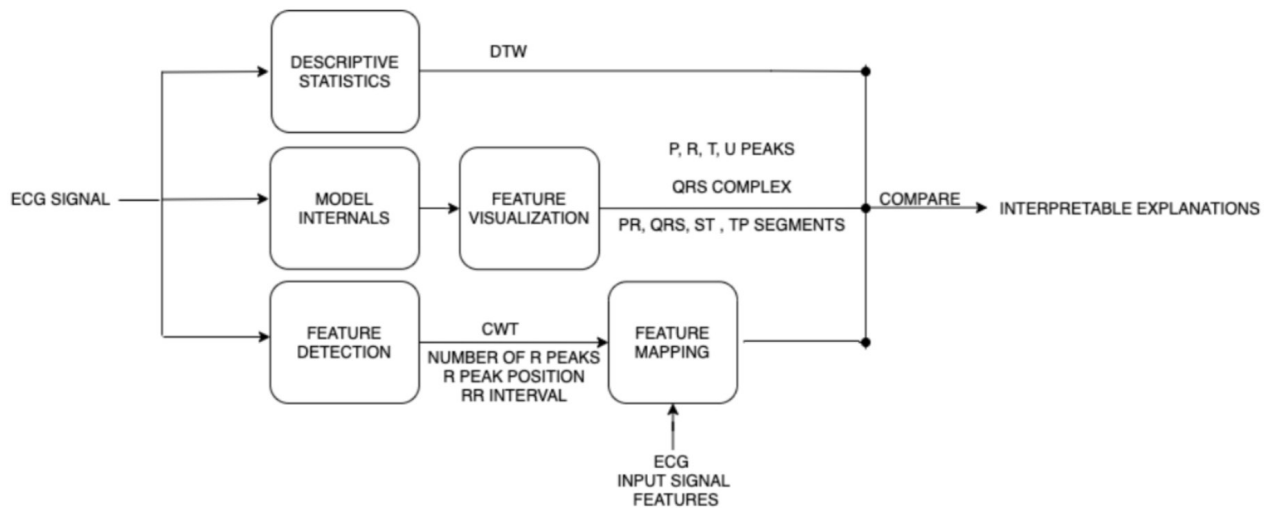 DESCRIPTIVE
STATISTICS
DTW
ECG SIGNAL
MODEL
INTERNALS
FEATURE
VISUALIZATION
P, R, T, U PEAKS
QRS COMPLEX
PR, QRS, ST , TP SEGMENTS
COMPARE
INTERPRETABLE EXPLANATIONS
FEATURE
DETECTION
CWT
NUMBER OF R PEAKS
R PEAK POSITION
RR INTERVAL
FEATURE
MAPPING
ECG
INPUT SIGNAL
FEATURES